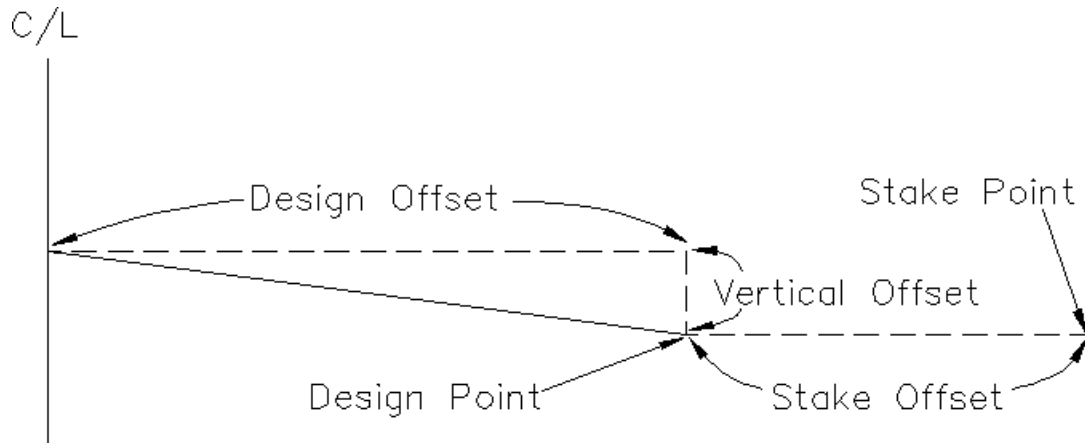 C/L
Design Offset
Stake Point
Vertical Offset
Design Point
Stake Offset